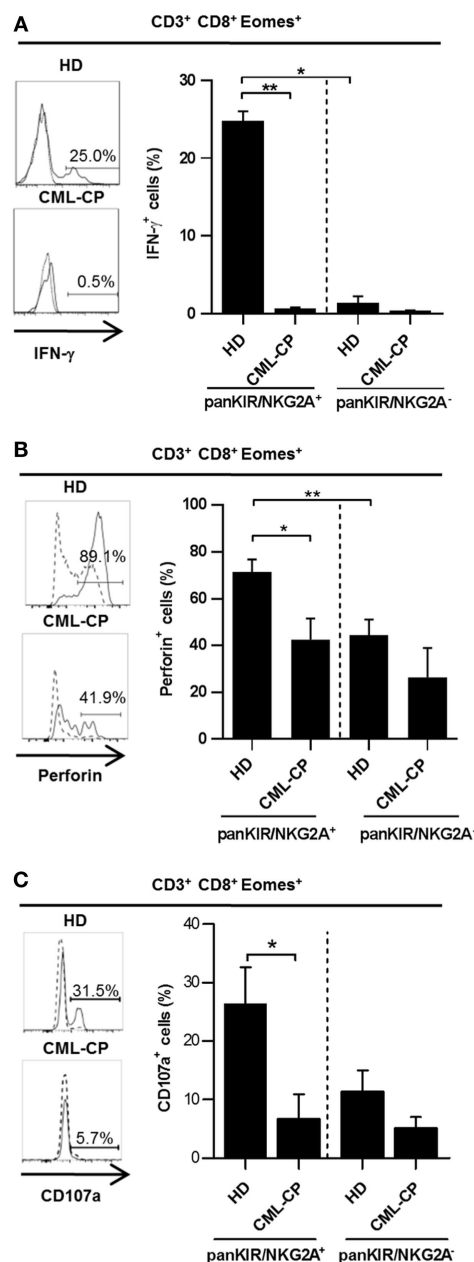 A
CD3+ CD8+ Eomes+
HD
25.0%
CML-CP
0.5%
IFN-γ
IFN-γ+ cells (%)
30
20
10
0
*
**
HD
CML-CP
HD
CML-CP
panKIR/NKG2A+
panKIR/NKG2A-
B
CD3+ CD8+ Eomes+
HD
89.1%
CML-CP
41.9%
Perforin
Perforin+ cells (%)
100
80
60
40
20
0
**
*
HD
CML-CP
HD
CML-CP
panKIR/NKG2A+
panKIR/NKG2A-
C
CD3+ CD8+ Eomes+
HD
31.5%
CML-CP
5.7%
CD107a
CD107a+ cells (%)
40
30
20
10
0
*
HD
CML-CP
HD
CML-CP
panKIR/NKG2A+
panKIR/NKG2A-